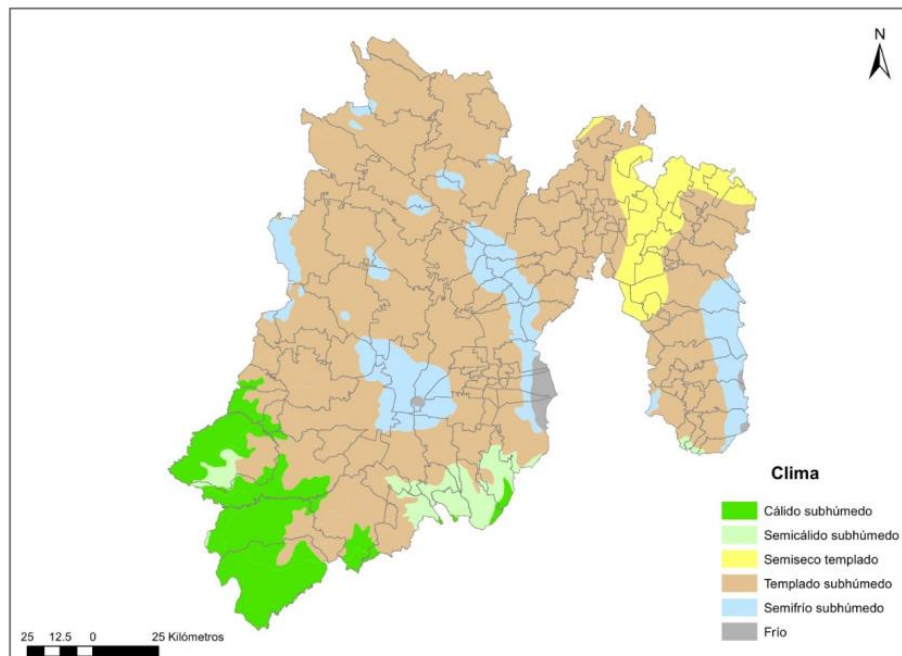 N
Clima
Cálido subhúmedo
Semicálido subhúmedo
Semiseco templado
Templado subhúmedo
Semifrío subhúmedo
Frío
25 12.5 0 25 Kilómetros